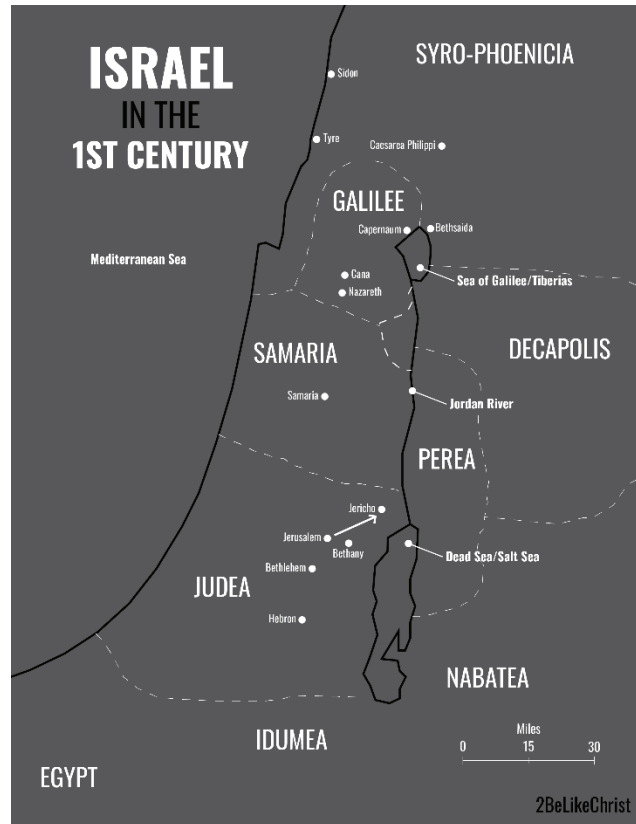 ISRAEL
IN THE
1ST CENTURY
SYRO-PHOENICIA
Sidon
Tyre
Caesarea Philippi
GALILEE
Capernaum
Bethsaida
Mediterranean Sea
Cana
Sea of Galilee/Tiberias
Nazareth
SAMARIA
DECAPOLIS
Samaria
Jordan River
PEREA
Jericho
Jerusalem
Bethany
Dead Sea/Salt Sea
Bethlehem
JUDEA
Hebron
NABATEA
IDUMEA
Miles
0 15 30
EGYPT
2BeLikeChrist